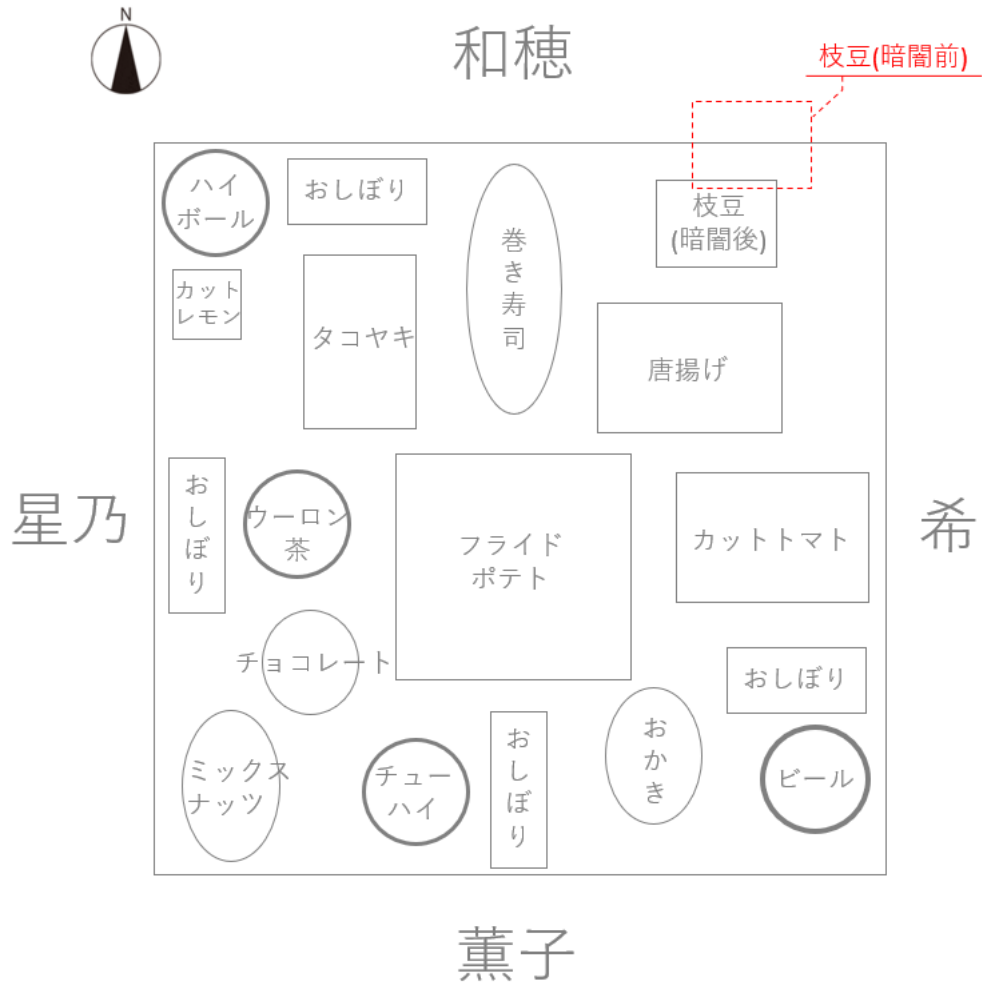 N
和穂
枝豆(暗闇前)
ハイ
ボール
おしぼり
巻き寿司
枝豆
(暗闇後)
カット
レモン
タコヤキ
唐揚げ
星乃
おしぼり
ウーロン
茶
フライド
ポテト
カットトマト
希
チョコレート
おしぼり
ミックス
ナッツ
チュー
ハイ
おしぼり
おかき
ビール
薫子